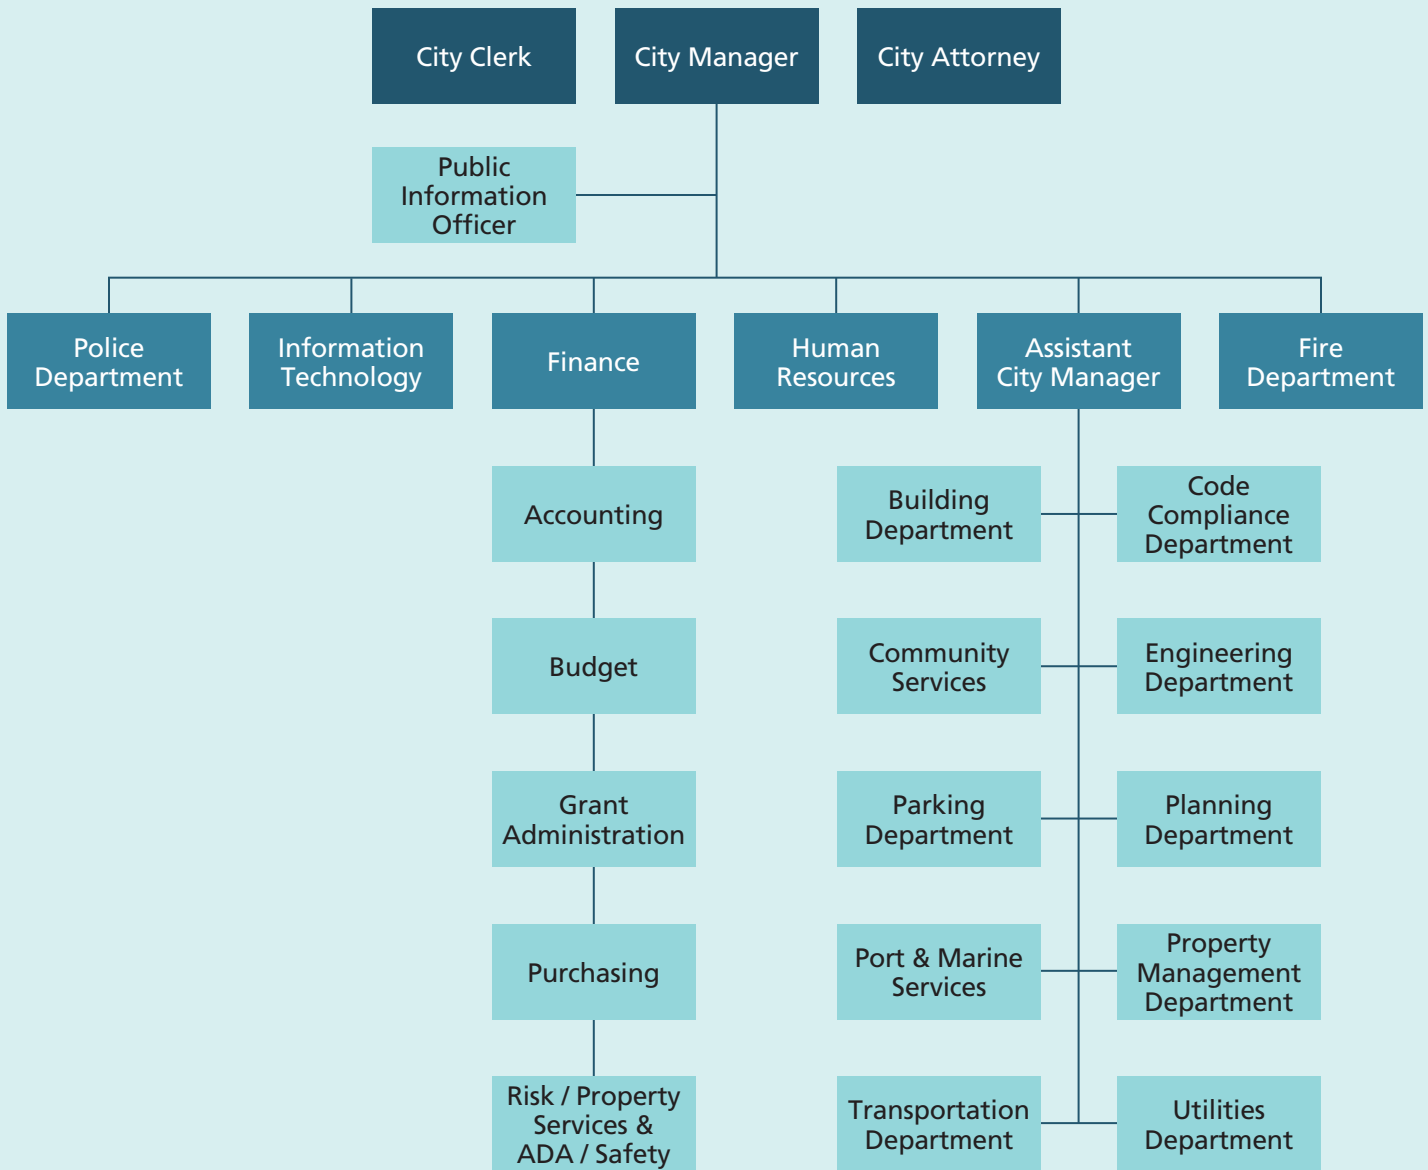 City Clerk
City Manager
City Attorney
Public
Information
Officer
Police
Department
Information
Technology
Finance
Human
Resources
Assistant
City Manager
Fire
Department
Accounting
Budget
Grant
Administration
Purchasing
Risk / Property
Services &
ADA / Safety
Building
Department
Code
Compliance
Department
Community
Services
Engineering
Department
Parking
Department
Planning
Department
Port & Marine
Services
Property
Management
Department
Transportation
Department
Utilities
Department